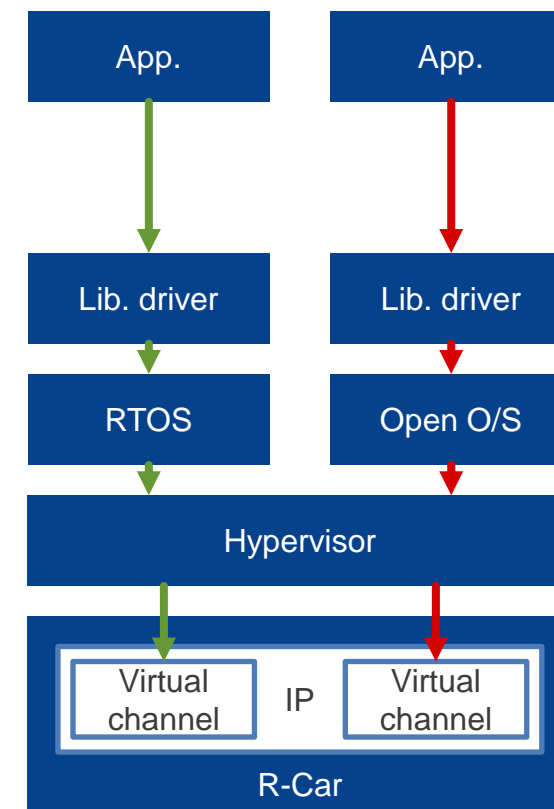 App.
App.
Lib. driver
Lib. driver
RTOS
Open O/S
Hypervisor
Virtual
channel
IP
Virtual
channel
R-Car